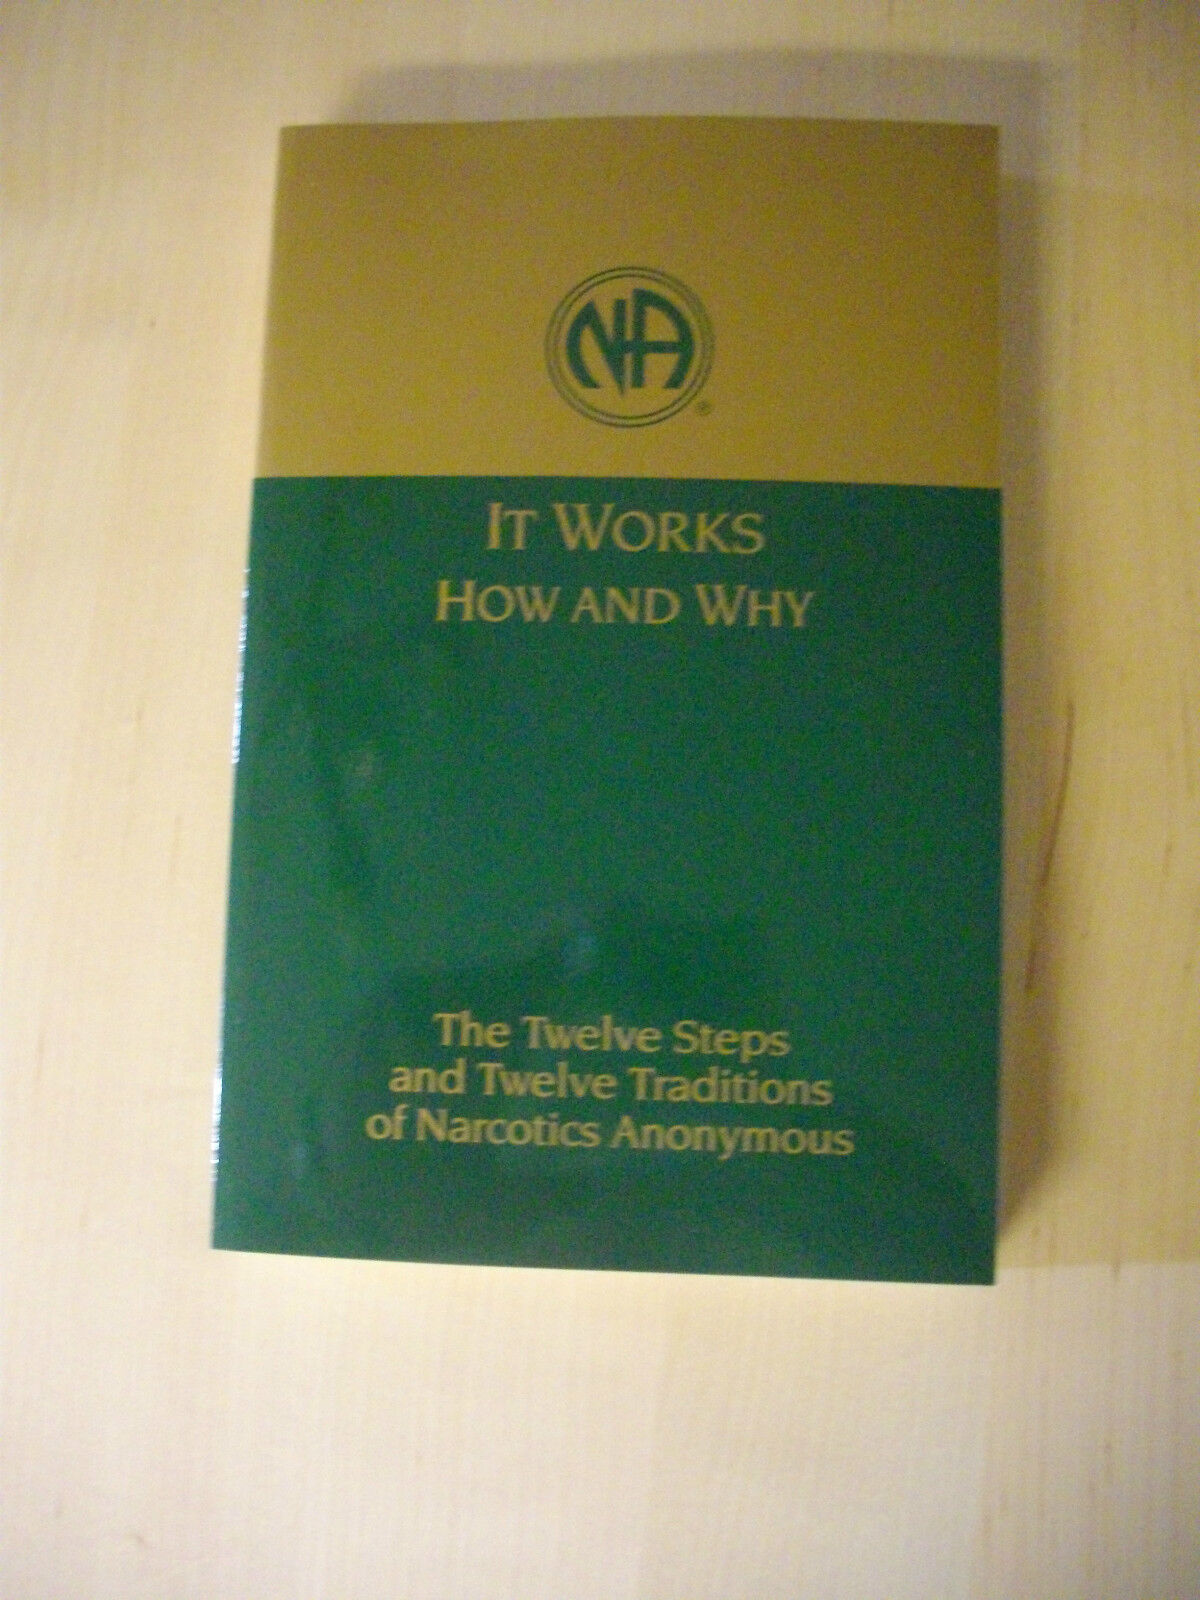 NA
®
IT WORKS
HOW AND WHY
The Twelve Steps
and Twelve Traditions
of Narcotics Anonymous